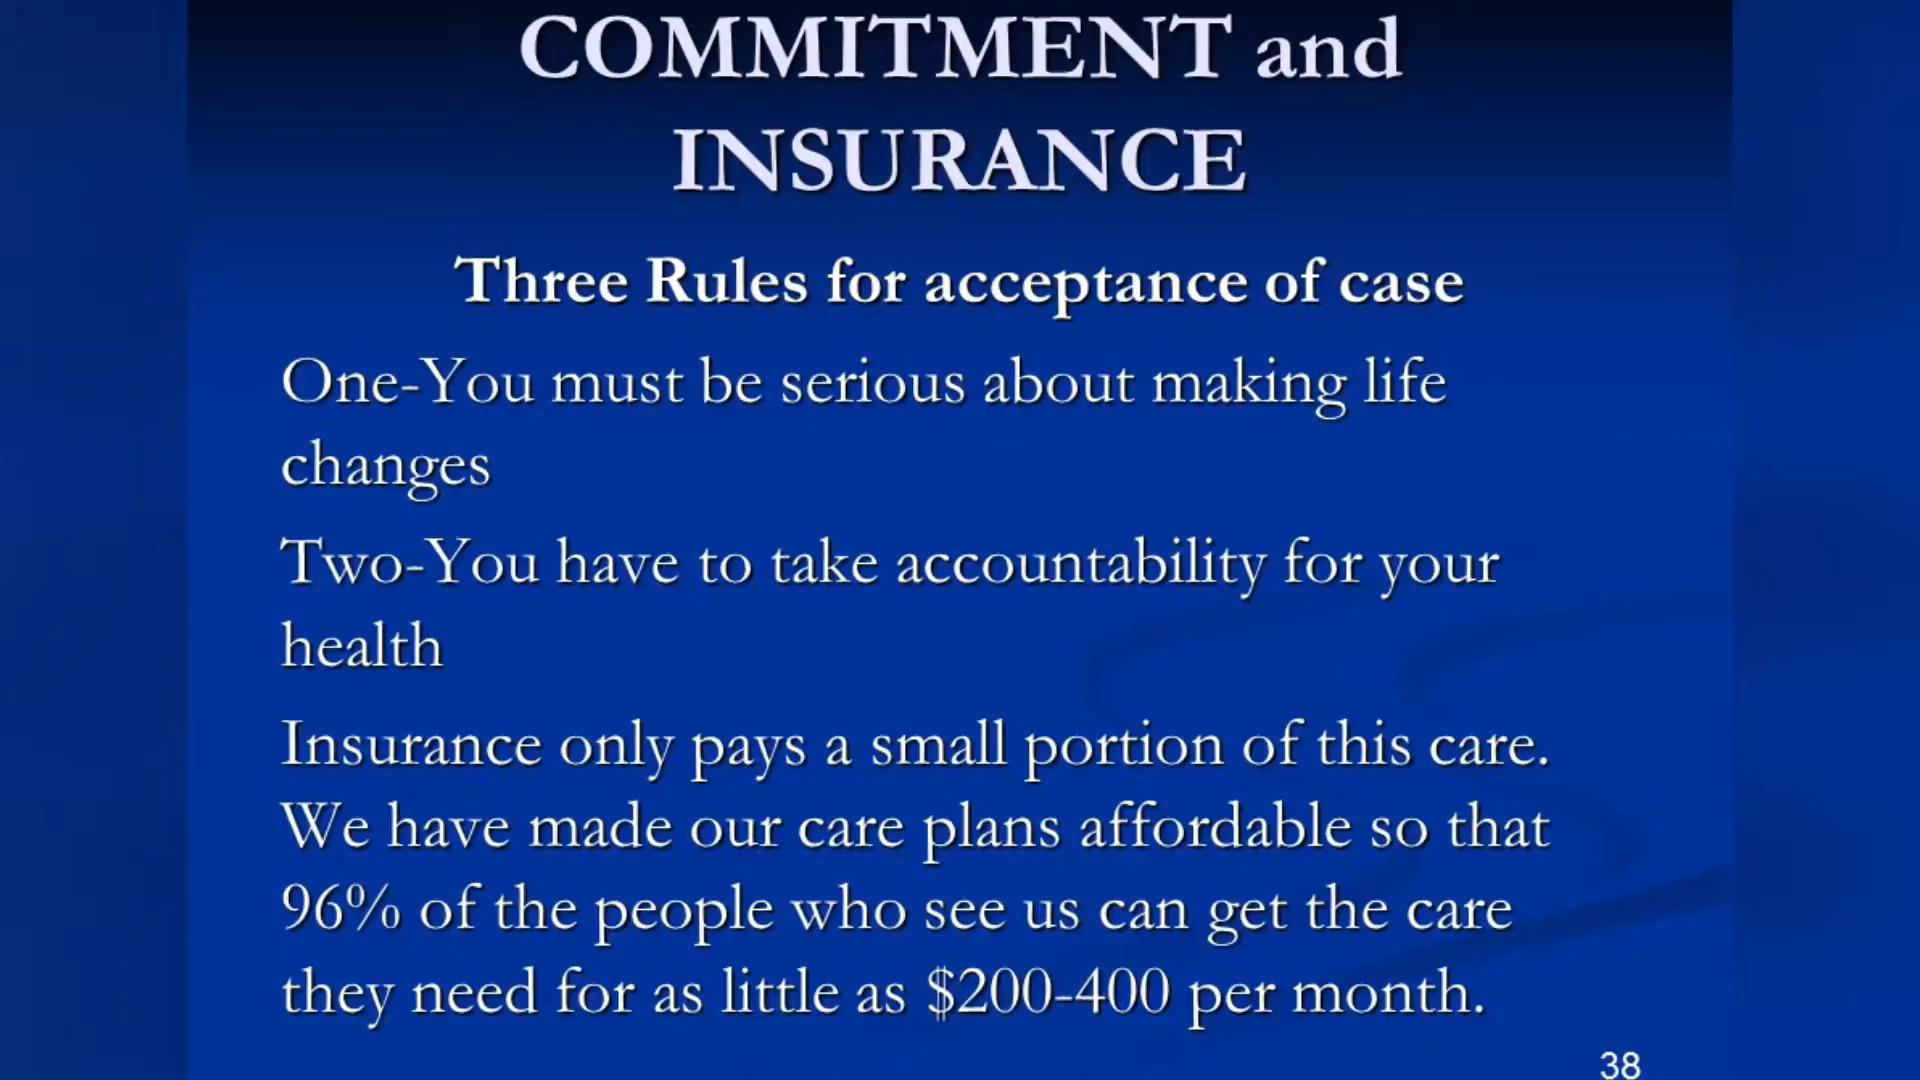 COMMITMENT and
INSURANCE
Three Rules for acceptance of case
One-You must be serious about making life
changes
Two-You have to take accountability for your
health
Insurance only pays a small portion of this care.
We have made our care plans affordable so that
96% of the people who see us can get the care
they need for as little as $200-400 per month.
38